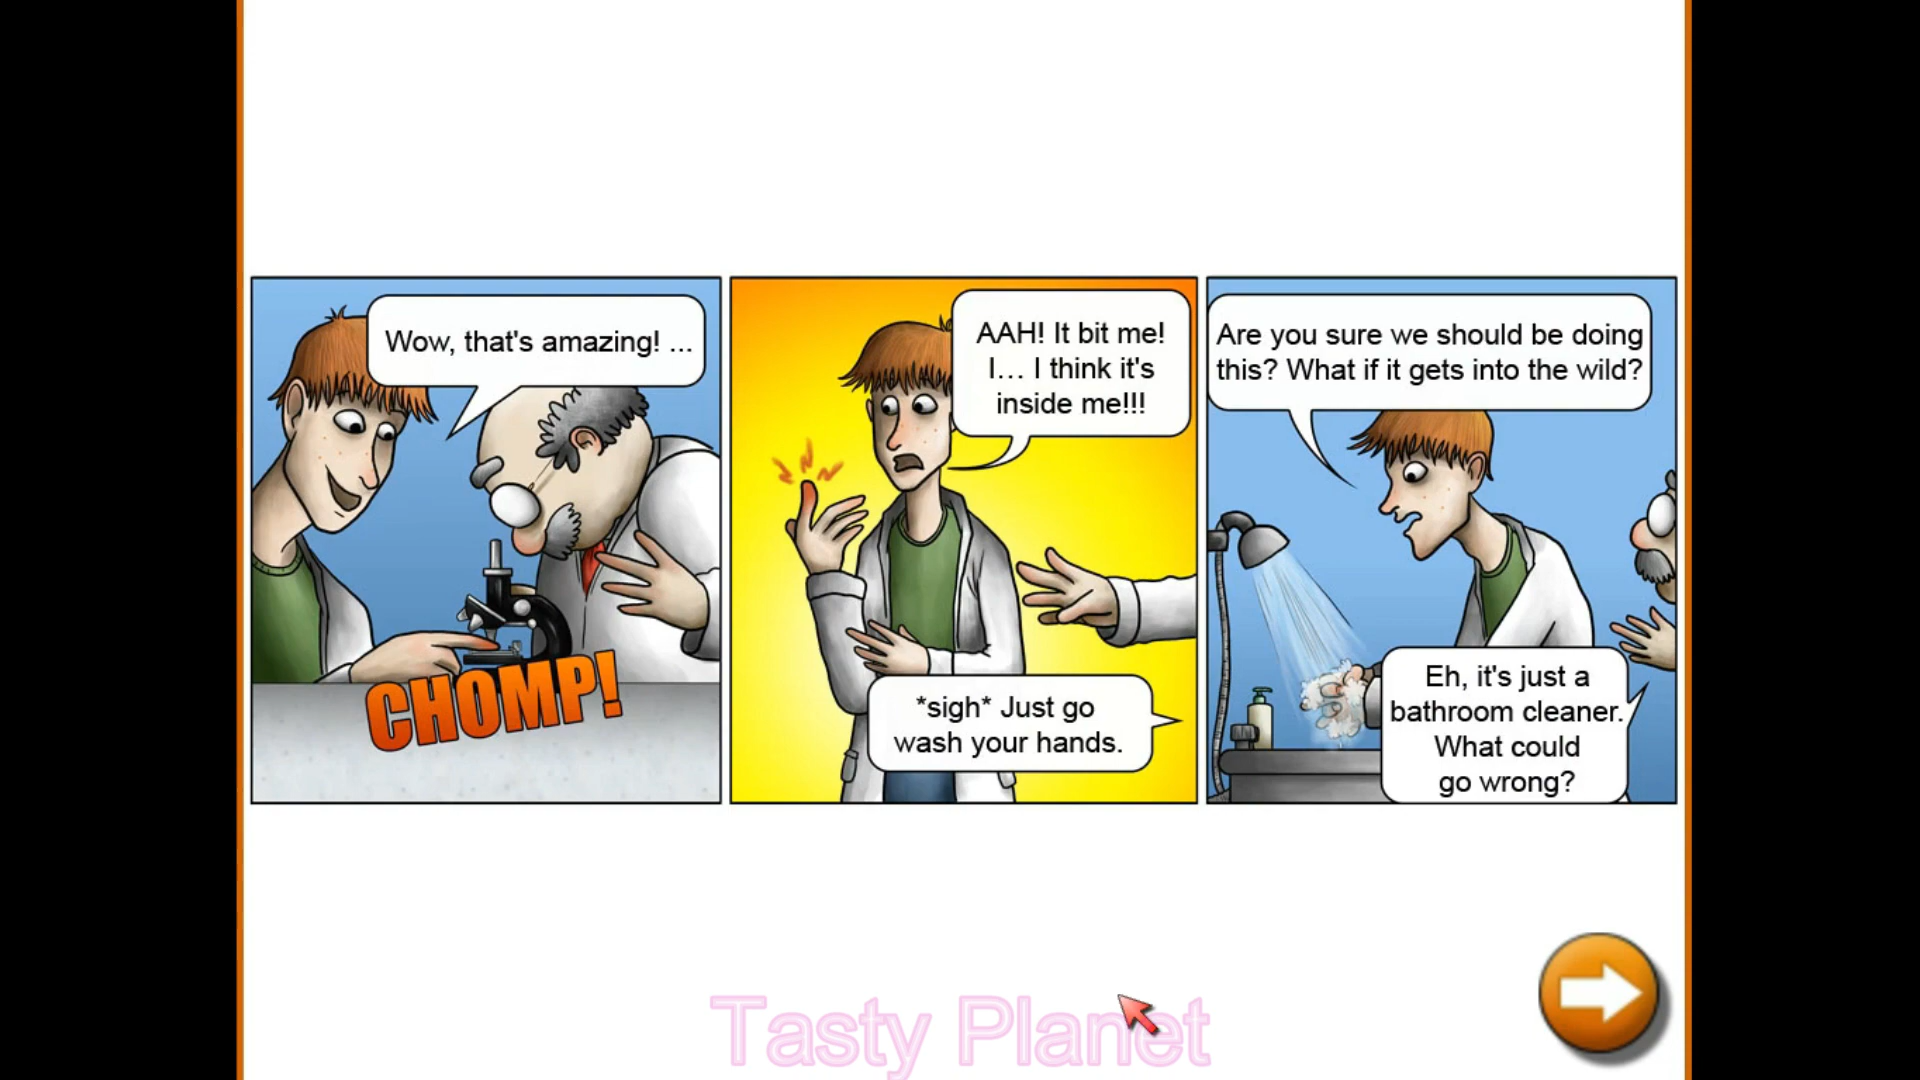 Wow, that's amazing! ...
CHOMP!
AAH! It bit me!
I... I think it's
inside me!!!
*sigh* Just go
wash your hands.
Are you sure we should be doing
this? What if it gets into the wild?
Eh, it's just a
bathroom cleaner.
What could
go wrong?
Tasty Planet